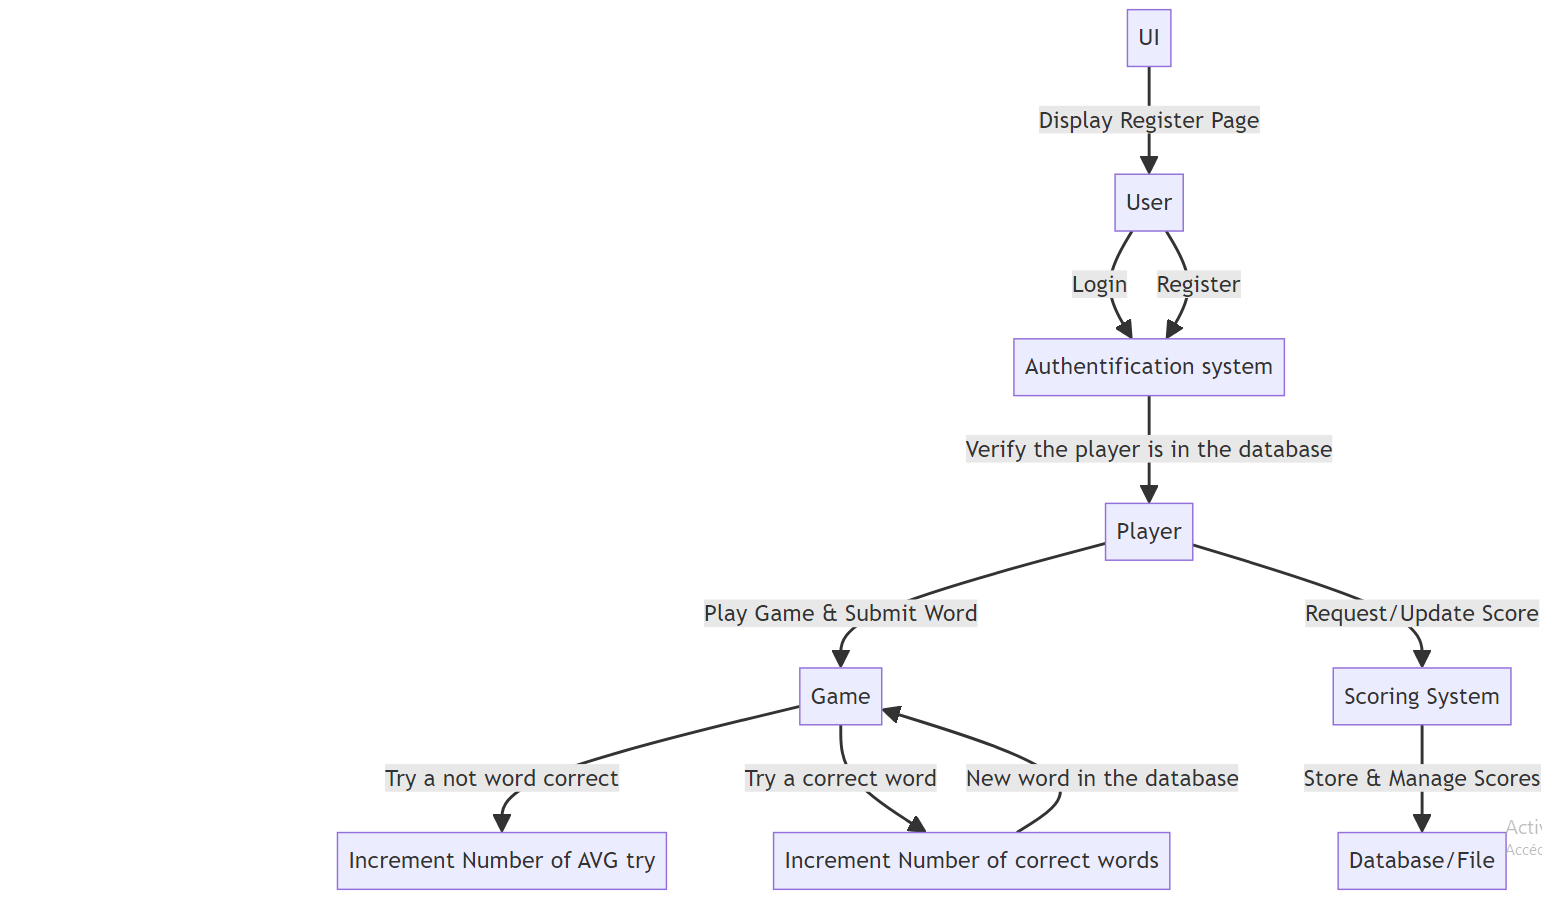 UI
Display Register Page
User
Login
Register
Authentification system
Verify the player is in the database
Player
Play Game & Submit Word
Request/Update Score
Game
Scoring System
Try a not word correct
Try a correct word
New word in the database
Store & Manage Scores
Increment Number of AVG try
Increment Number of correct words
Database/File